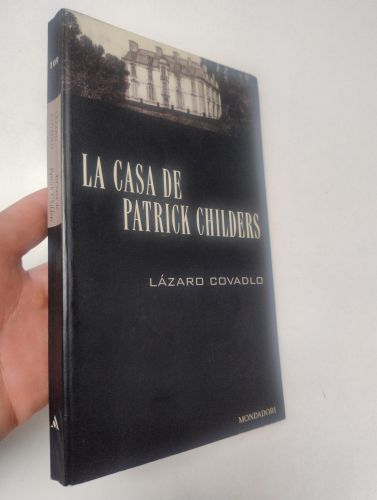 LA CASA DE
PATRICK CHILDERS
LÁZARO COVADLO
MONDADORI